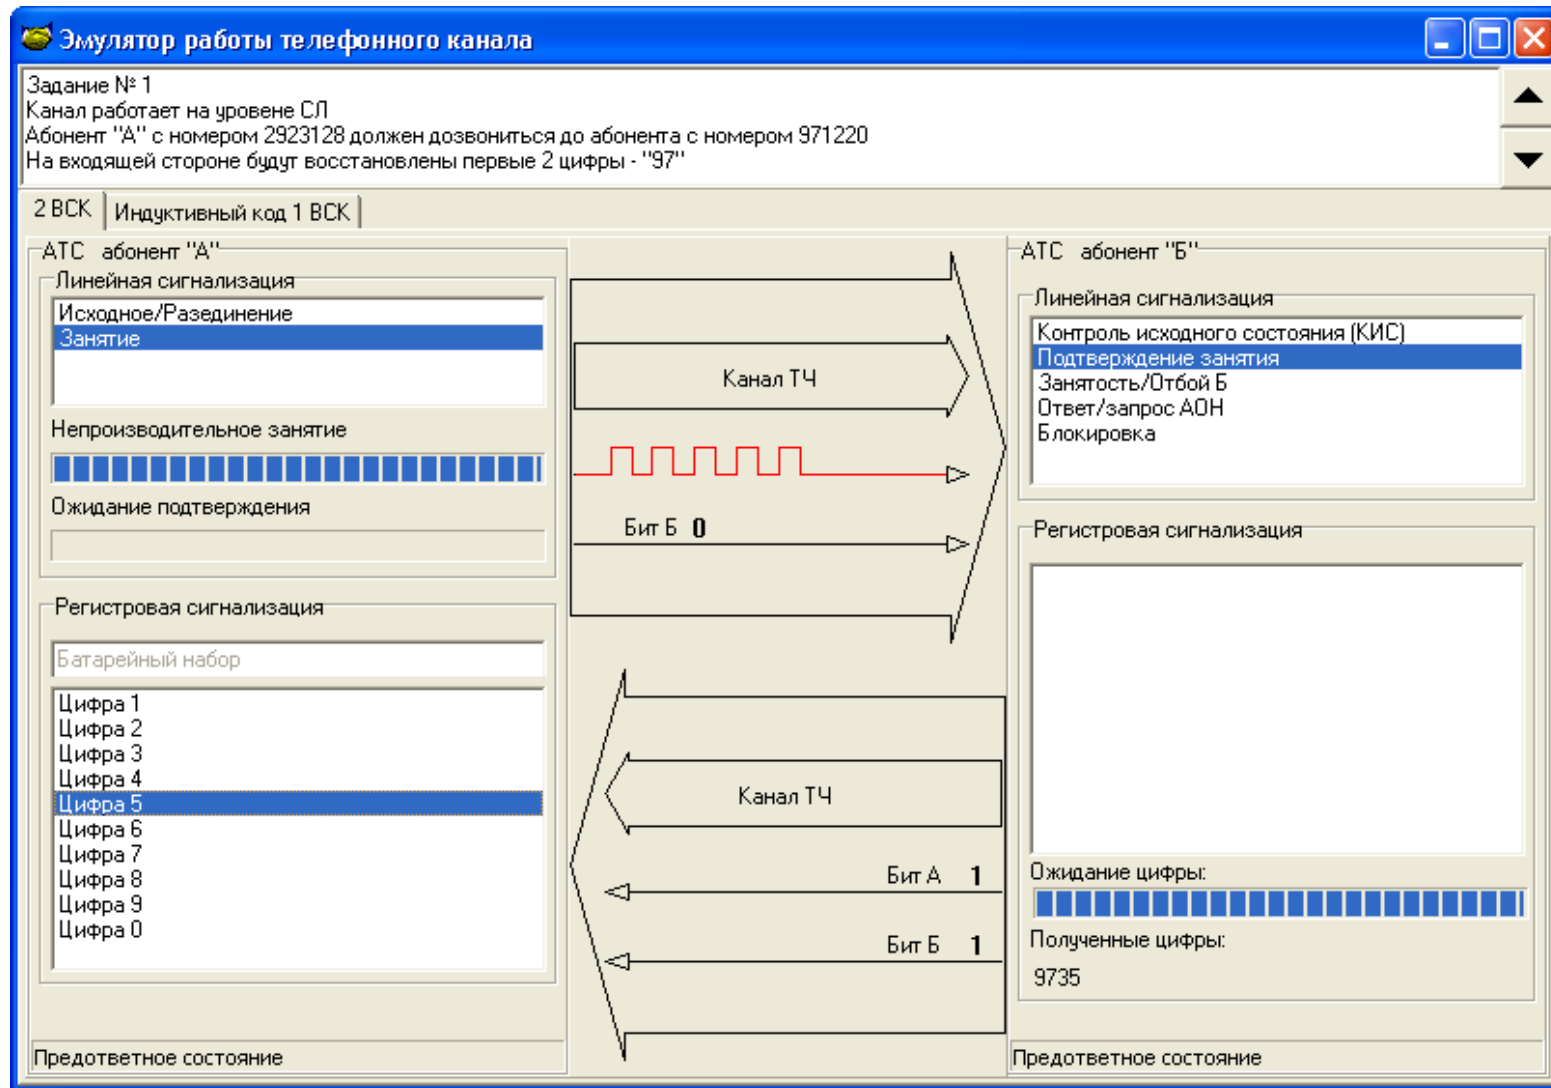 Эмулятор работы телефонного канала
Задание № 1
Канал работает на уровене СЛ
Абонент "А" с номером 2923128 должен дозвониться до абонента с номером 971220
На входящей стороне будут восстановлены первые 2 цифры - "97"
2 ВСК
Индуктивный код 1 ВСК
АТС абонент "А"
Линейная сигнализация
Исходное/Разединение
Занятие
Непроизводительное занятие
Ожидание подтверждения
Регистровая сигнализация
Батарейный набор
Цифра 1
Цифра 2
Цифра 3
Цифра 4
Цифра 5
Цифра 6
Цифра 7
Цифра 8
Цифра 9
Цифра 0
Предответное состояние
Канал ТЧ
Бит Б 0
Канал ТЧ
Бит А 1
Бит Б 1
АТС абонент "Б"
Линейная сигнализация
Контроль исходного состояния (КИС)
Подтверждение занятия
Занятость/Отбой Б
Ответ/запрос АОН
Блокировка
Регистровая сигнализация
Ожидание цифры:
Полученные цифры:
9735
Предответное состояние